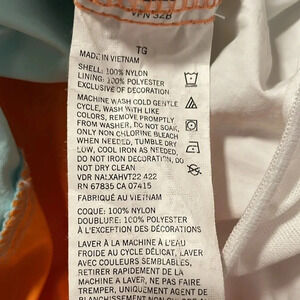 VPN 32B
TG
MADE IN VIETNAM
SHELL: 100% NYLON
LINING: 100% POLYESTER
EXCLUSIVE OF DECORATION
MACHINE WASH COLD GENTLE
CYCLE, WASH WITH LIKE
COLORS, REMOVE PROMPTLY
FROM WASHER, DO NOT SOAK,
ONLY NON CHLORINE BLEACH
WHEN NEEDED, TUMBLE DRY
LOW, COOL IRON AS NEEDED,
DO NOT IRON DECORATION, DO
NOT DRY CLEAN
VDR NALXAHVT22 422
RN 67835 CA 07415
FABRIQUÉ AU VIETNAM
COQUE: 100% NYLON
DOUBLURE: 100% POLYESTER
À L'EXCEPTION DES DÉCORATIONS
LAVER À LA MACHINE À L'EAU
FROIDE AU CYCLE DÉLICAT, LAVER
AVEC COULEURS SEMBLABLES,
RETIRER RAPIDEMENT DE LA
MACHINE A LAVER, NE PAS FAIRE
TREMPER, UNIQUEMENT AGENT DE
BLANCHISSEMENT NON